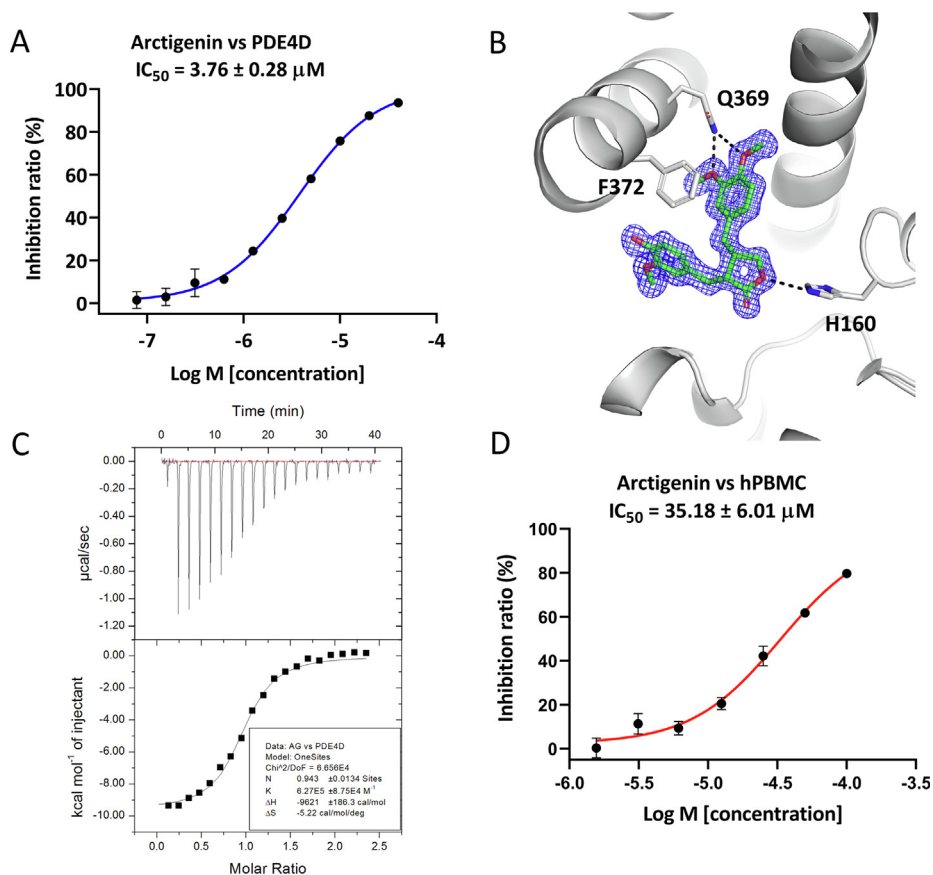 A
Arctigenin vs PDE4D
IC50 = 3.76 ± 0.28 μM
100
80
60
40
20
0
Inhibition ratio (%)
-7
-6
-5
-4
Log M [concentration]
B
Q369
F372
H160
C
Time (min)
0
5
10
15
20
25
30
35
40
0.00
-0.20
-0.40
-0.60
-0.80
-1.00
-1.20
μcal/sec
0.00
-2.00
-4.00
-6.00
-8.00
-10.00
kcal mol-1 of injectant
Data: AG vs PDE4D
Model: OneSites
Chi^2/DoF = 6.656E4
N 0.943 ±0.0134 Sites
K 6.27E5 ±8.75E4 M-1
ΔH -9621 ±186.3 cal/mol
ΔS -5.22 cal/mol/deg
0.0
0.5
1.0
1.5
2.0
2.5
Molar Ratio
D
Arctigenin vs hPBMC
IC50 = 35.18 ± 6.01 μM
100
80
60
40
20
0
Inhibition ratio (%)
-6.0
-5.5
-5.0
-4.5
-4.0
-3.5
Log M [concentration]